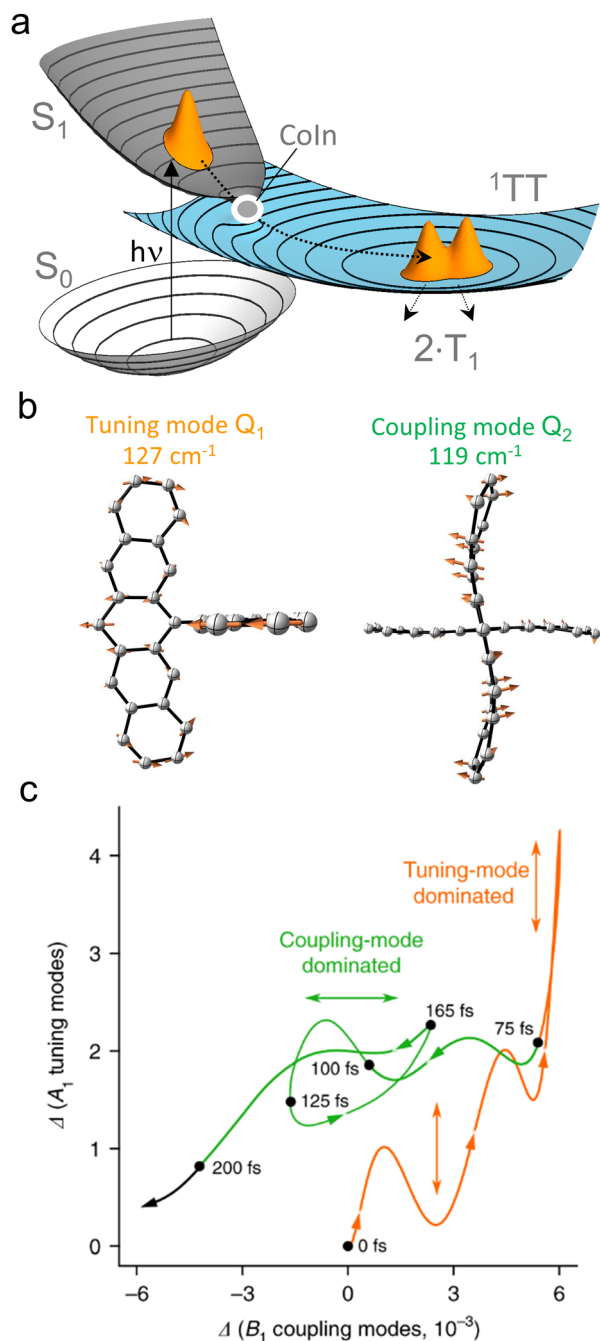 a
S₁
CoIn
¹TT
hν
S₀
2·T₁
b
Tuning mode Q₁
127 cm⁻¹
Coupling mode Q₂
119 cm⁻¹
c
Δ (A₁ tuning modes)
4
3
2
1
0
Tuning-mode
dominated
Coupling-mode
dominated
165 fs
75 fs
100 fs
125 fs
200 fs
0 fs
−6
−3
0
3
6
Δ (B₁ coupling modes, 10⁻³)